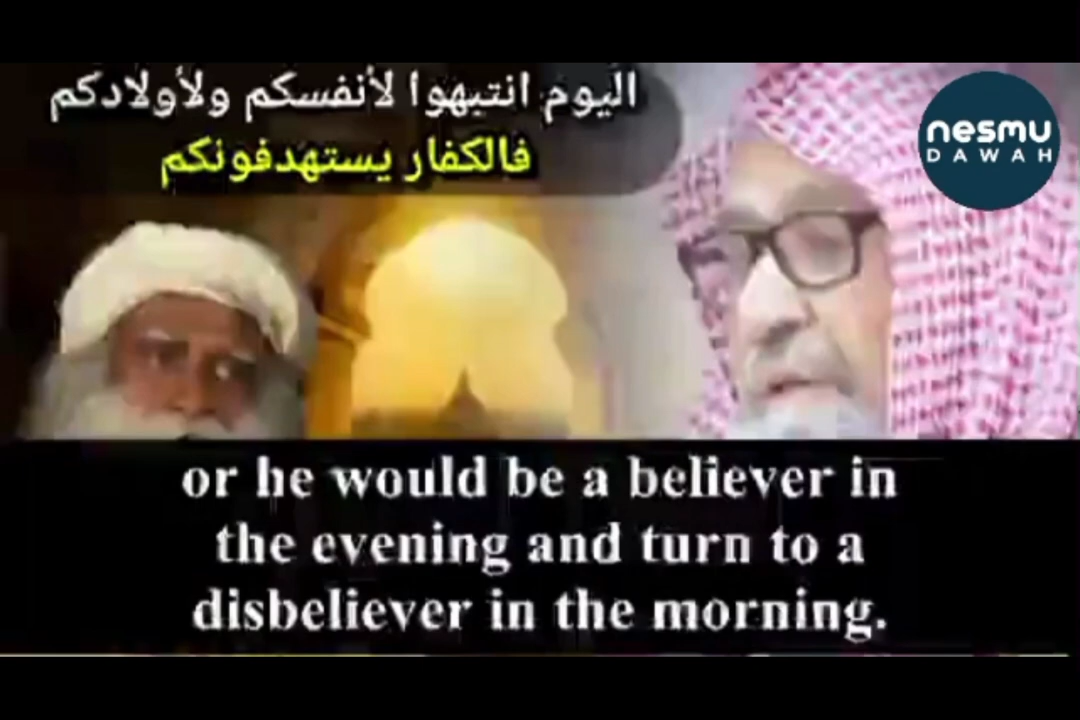 اليوم انتبهوا لأنفسكم ولأولادكم
فالكفار يستهدفونكم
nesmu
DAWAH
or he would be a believer in
the evening and turn to a
disbeliever in the morning.